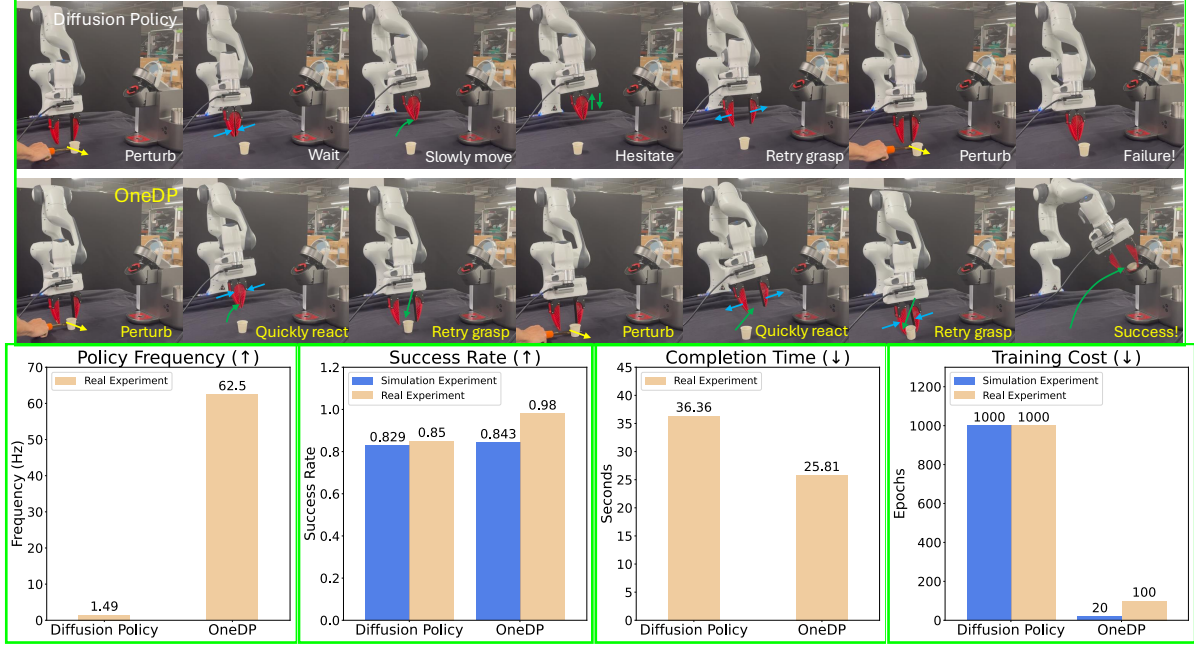 Diffusion Policy
Perturb
Wait
Slowly move
Hesitate
Retry grasp
Perturb
Failure!
OneDP
Perturb
Quickly react
Retry grasp
Perturb
Quickly react
Retry grasp
Success!
Policy Frequency (↑)
Real Experiment
Frequency (Hz)
70
60
50
40
30
20
10
0
1.49
62.5
Diffusion Policy
OneDP
Success Rate (↑)
Simulation Experiment
Real Experiment
Success Rate
1.2
1.0
0.8
0.6
0.4
0.2
0.0
0.829
0.85
0.843
0.98
Diffusion Policy
OneDP
Completion Time (↓)
Real Experiment
Seconds
45
40
35
30
25
20
15
10
5
0
36.36
25.81
Diffusion Policy
OneDP
Training Cost (↓)
Simulation Experiment
Real Experiment
Epochs
1200
1000
800
600
400
200
0
1000
1000
20
100
Diffusion Policy
OneDP